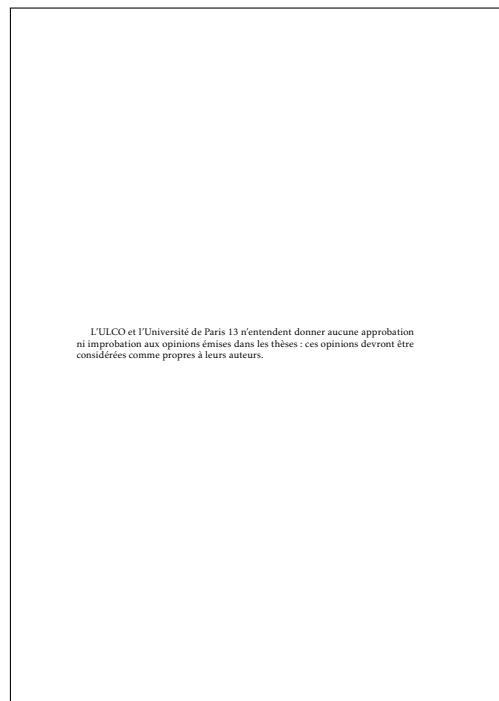 L'ULCO et l'Université de Paris 13 n'entendent donner aucune approbation
ni improbation aux opinions émises dans les thèses : ces opinions devront être
considérées comme propres à leurs auteurs.